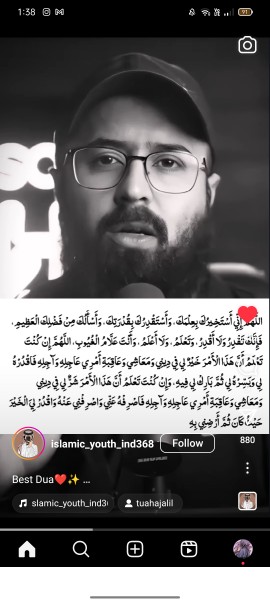 1:38
91
اللَّهُمَّ إِنِّي أَسْتَخِيرُكَ بِعِلْمِكَ، وَأَسْتَقْدِرُكَ بِقُدْرَتِكَ، وَأَسْأَلُكَ مِنْ فَضْلِكَ الْعَظِيمِ،
فَإِنَّكَ تَقْدِرُ وَلَا أَقْدِرُ، وَتَعْلَمُ، وَلَا أَعْلَمُ، وَأَنْتَ عَلَّامُ الْغُيُوبِ، اللَّهُمَّ إِنْ كُنْتَ
تَعْلَمُ أَنَّ هَذَا الْأَمْرَ خَيْرٌ لِي فِي دِينِي وَمَعَاشِي وَعَاقِبَةِ أَمْرِي عَاجِلِهِ وَآجِلِهِ فَاقْدُرْهُ
لِي وَيَسِّرْهُ لِي ثُمَّ بَارِكْ لِي فِيهِ، وَإِنْ كُنْتَ تَعْلَمُ أَنَّ هَذَا الْأَمْرَ شَرٌّ لِي فِي دِينِي
وَمَعَاشِي وَعَاقِبَةِ أَمْرِي عَاجِلِهِ وَآجِلِهِ فَاصْرِفْهُ عَنِّي وَاصْرِفْنِي عَنْهُ وَاقْدُرْ لِيَ الْخَيْرَ
حَيْثُ كَانَ ثُمَّ أَرْضِنِي بِهِ
islamic_youth_ind368 Follow 880
Best Dua❤️✨ ...
slamic_youth_ind3 tuahajalil